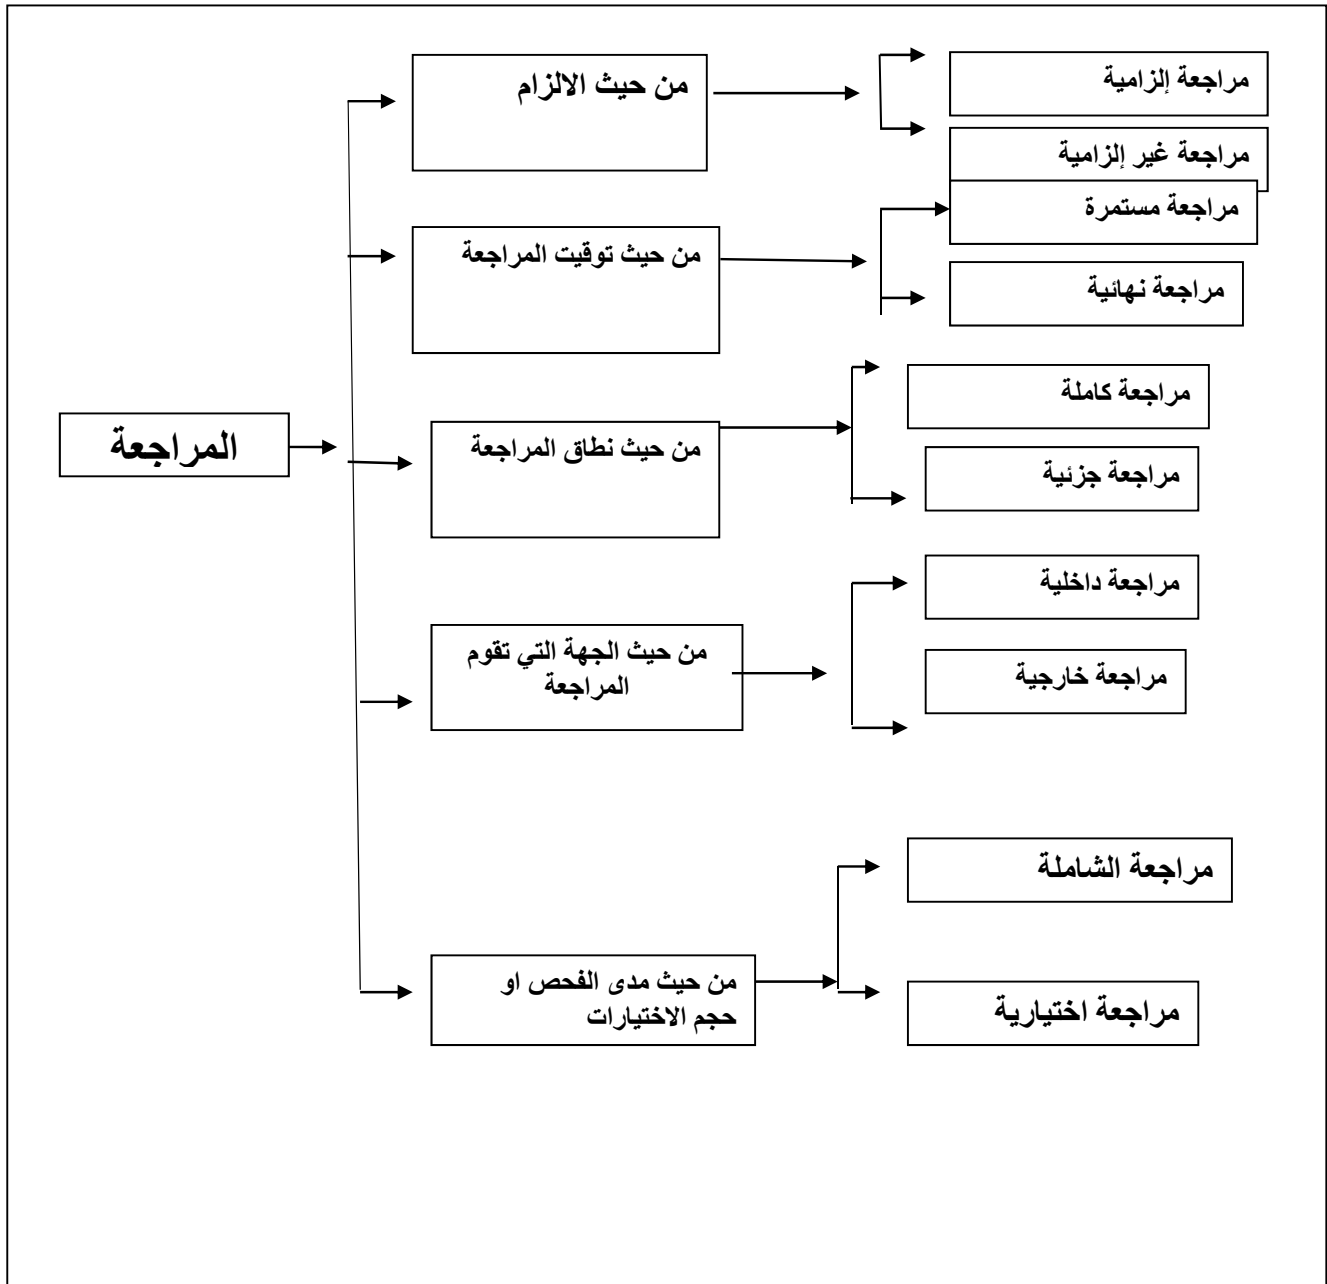 المراجعة
من حيث الالزام
مراجعة إلزامية
مراجعة غير إلزامية
من حيث توقيت المراجعة
مراجعة مستمرة
مراجعة نهائية
من حيث نطاق المراجعة
مراجعة كاملة
مراجعة جزئية
من حيث الجهة التي تقوم
المراجعة
مراجعة داخلية
مراجعة خارجية
من حيث مدى الفحص او
حجم الاختيارات
مراجعة الشاملة
مراجعة اختيارية